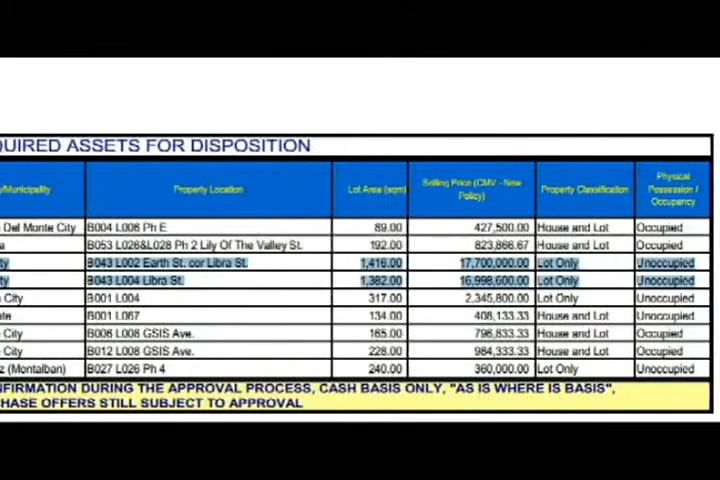 QUIRED ASSETS FOR DISPOSITION
/Municipality Property Location Lot Area (sqm) Selling Price (CMV - New Policy) Property Classification Physical Possession / Occupancy
Del Monte City B004 L006 Ph E 89.00 427,500.00 House and Lot Occupied
a B053 L026&L028 Ph 2 Lily Of The Valley St. 192.00 823,866.67 House and Lot Occupied
ty B043 L002 Earth St. cor Libra St. 1,416.00 17,700,000.00 Lot Only Unoccupied
ty B043 L004 Libra St. 1,382.00 16,998,600.00 Lot Only Unoccupied
City B001 L004 317.00 2,345,800.00 Lot Only Unoccupied
ate B001 L067 134.00 408,133.33 House and Lot Unoccupied
City B006 L008 GSIS Ave. 165.00 796,833.33 House and Lot Occupied
City B012 L008 GSIS Ave. 228.00 984,333.33 House and Lot Occupied
z (Montalban) B027 L026 Ph 4 240.00 360,000.00 Lot Only Unoccupied
NFIRMATION DURING THE APPROVAL PROCESS, CASH BASIS ONLY, "AS IS WHERE IS BASIS",
HASE OFFERS STILL SUBJECT TO APPROVAL